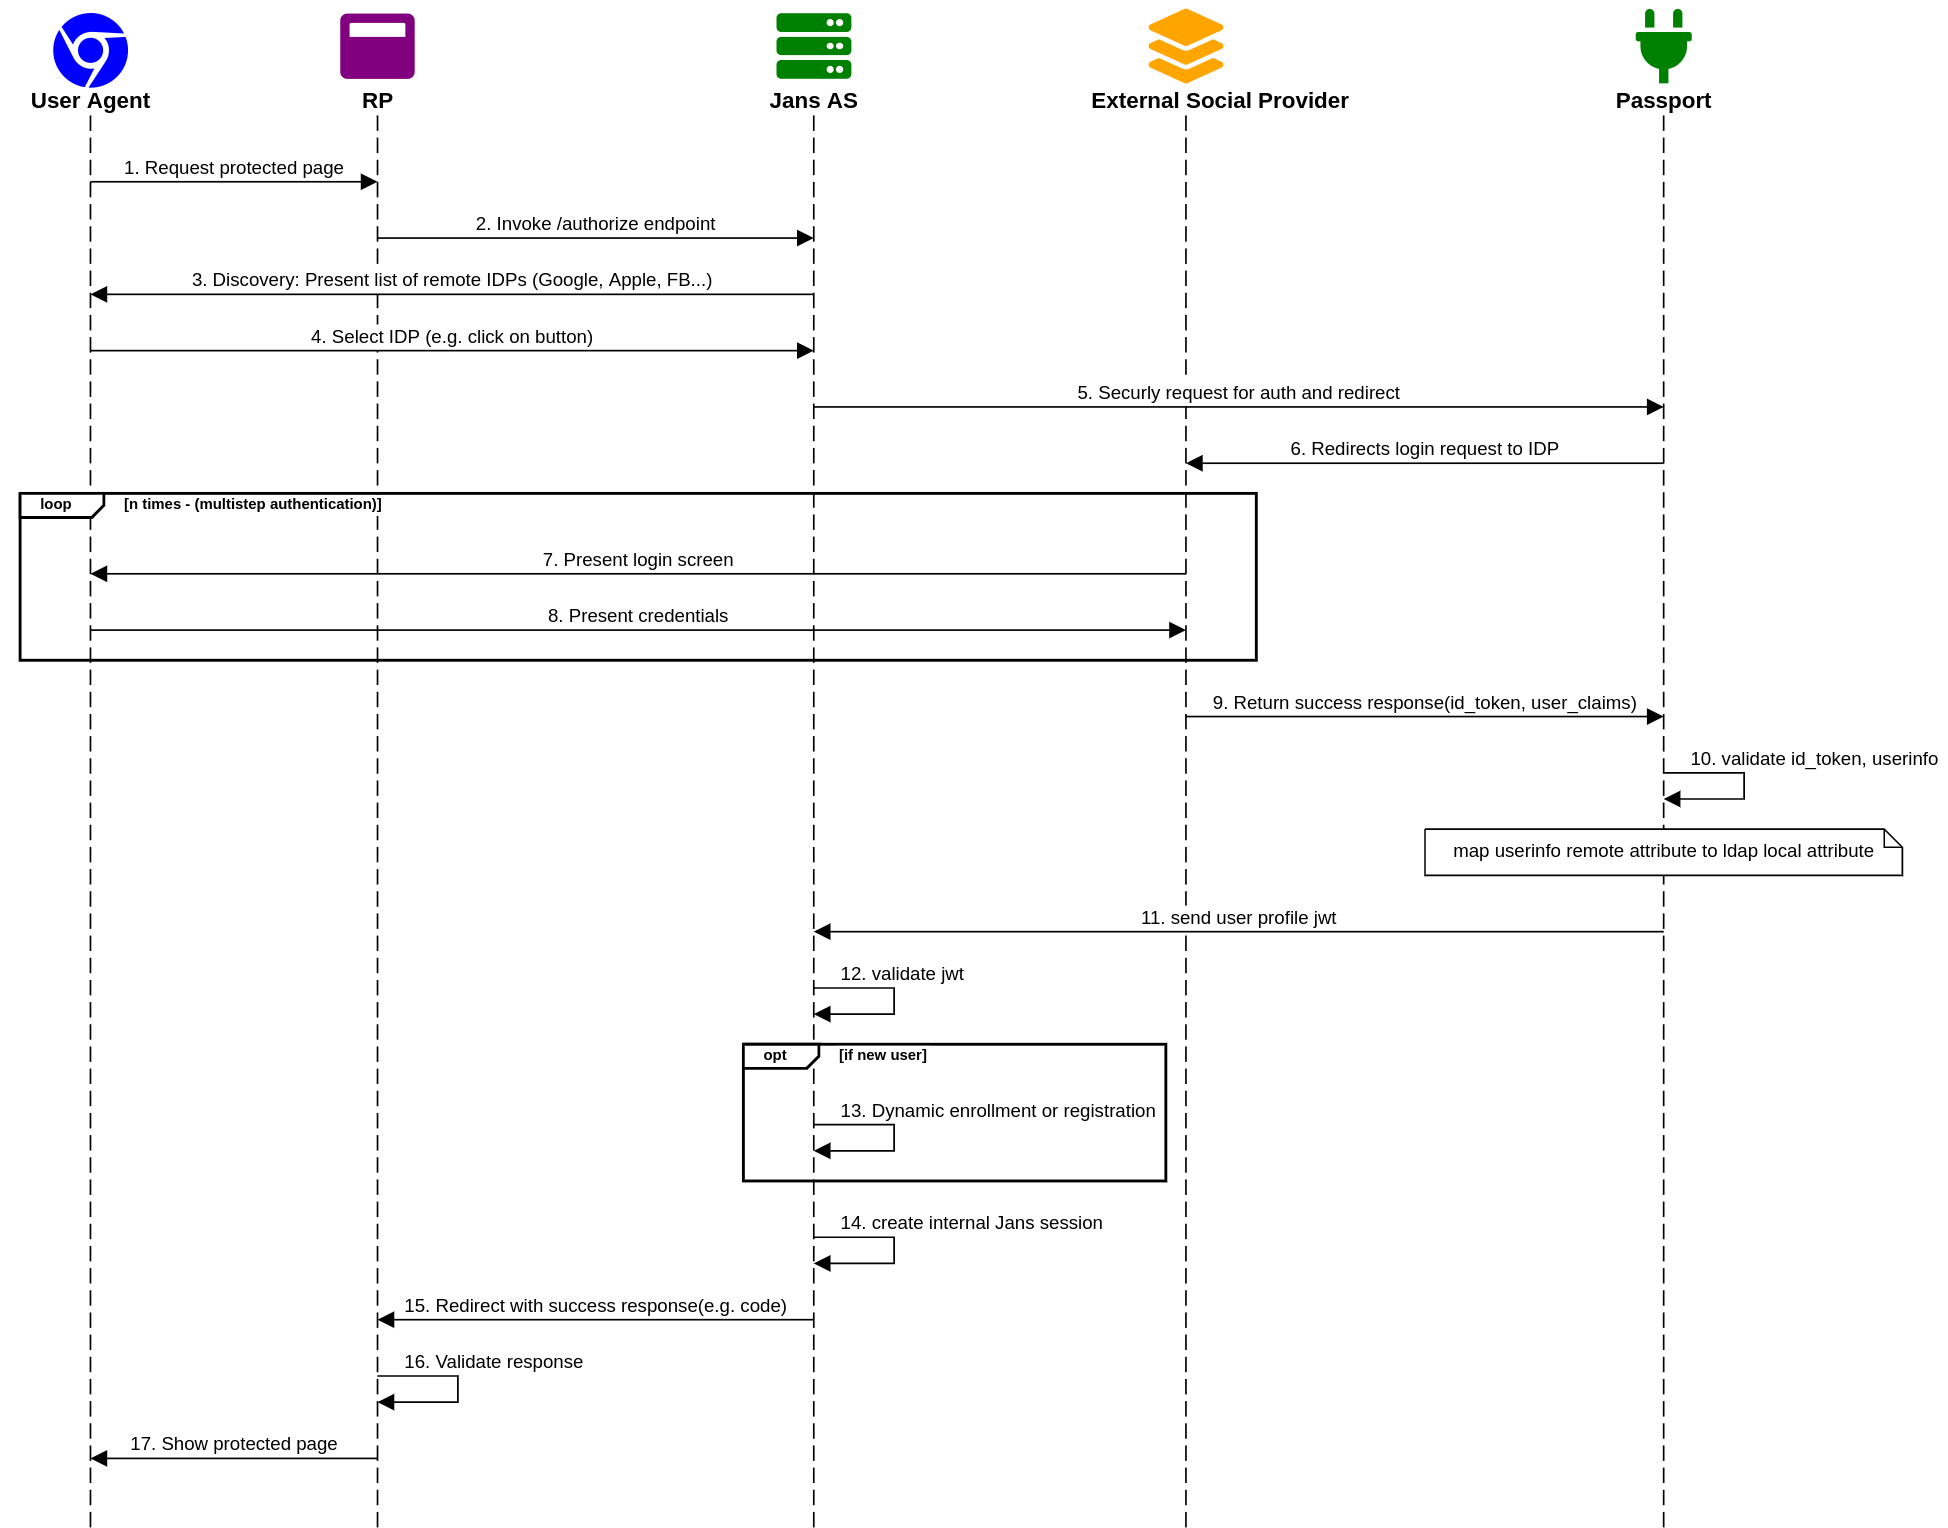 User Agent
RP
Jans AS
External Social Provider
Passport
1. Request protected page
2. Invoke /authorize endpoint
3. Discovery: Present list of remote IDPs (Google, Apple, FB...)
4. Select IDP (e.g. click on button)
5. Securly request for auth and redirect
6. Redirects login request to IDP
loop
[n times - (multistep authentication)]
7. Present login screen
8. Present credentials
9. Return success response(id_token, user_claims)
10. validate id_token, userinfo
map userinfo remote attribute to ldap local attribute
11. send user profile jwt
12. validate jwt
opt
[if new user]
13. Dynamic enrollment or registration
14. create internal Jans session
15. Redirect with success response(e.g. code)
16. Validate response
17. Show protected page